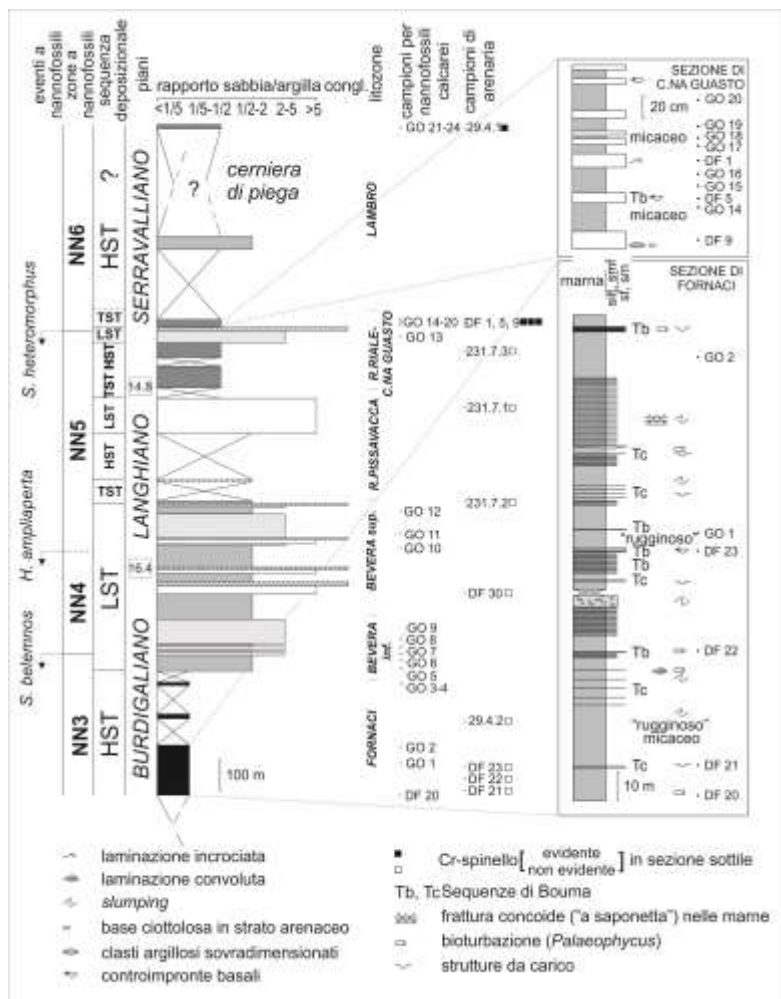 eventi a nannofossili
zone a nannofossili
sequenza deposizionale
piani
rapporto sabbia/argilla congl.
<1/5 1/5-1/2 1/2-2 2-5 >5
litozone
campioni per nannofossili calcarei
campioni di arenaria
S. heteromorphus
H. ampliaperta
S. belemnos
NN6
NN5
NN4
NN3
?
HST
TST
LST
HST
TST
LST
HST
TST
LST
HST
SERRAVALLIANO
LANGHIANO
BURDIGALIANO
14.8
?
cerniera di piega
100 m
LAMBRO
R.RIALE-C.NA GUASTO
R.PISSAVACCA
BEVERA sup.
BEVERA inf.
FORNACI
GO 21-24
GO 14-20 DF 1, 5, 9
GO 13
231.7.3
231.7.1
231.7.2
GO 12
GO 11
GO 10
DF 30
GO 9
GO 8
GO 7
GO 5
GO 3-4
29.4.2
GO 2
GO 1
DF 23
DF 22
DF 21
DF 20
SEZIONE DI C.NA GUASTO
20 cm
GO 20
GO 19
micaceo GO 18
GO 17
DF 1
GO 16
GO 15
Tb DF 5
micaceo GO 14
DF 9
marna
SEZIONE DI FORNACI
Tb
GO 2
Tc
Tc
Tb GO 1
"rugginoso"
Tb DF 23
Tb
Tc
Tb DF 22
Tc
"rugginoso"
micaceo
Tc DF 21
10 m
DF 20
laminazione incrociata
laminazione convoluta
slumping
base ciottolosa in strato arenaceo
clasti argillosi sovradimensionati
controimpronte basali
Cr-spinello [ evidente non evidente ] in sezione sottile
Tb, Tc Sequenze di Bouma
frattura concoide ("a saponetta") nelle marne
bioturbazione (Palaeophycus)
strutture da carico